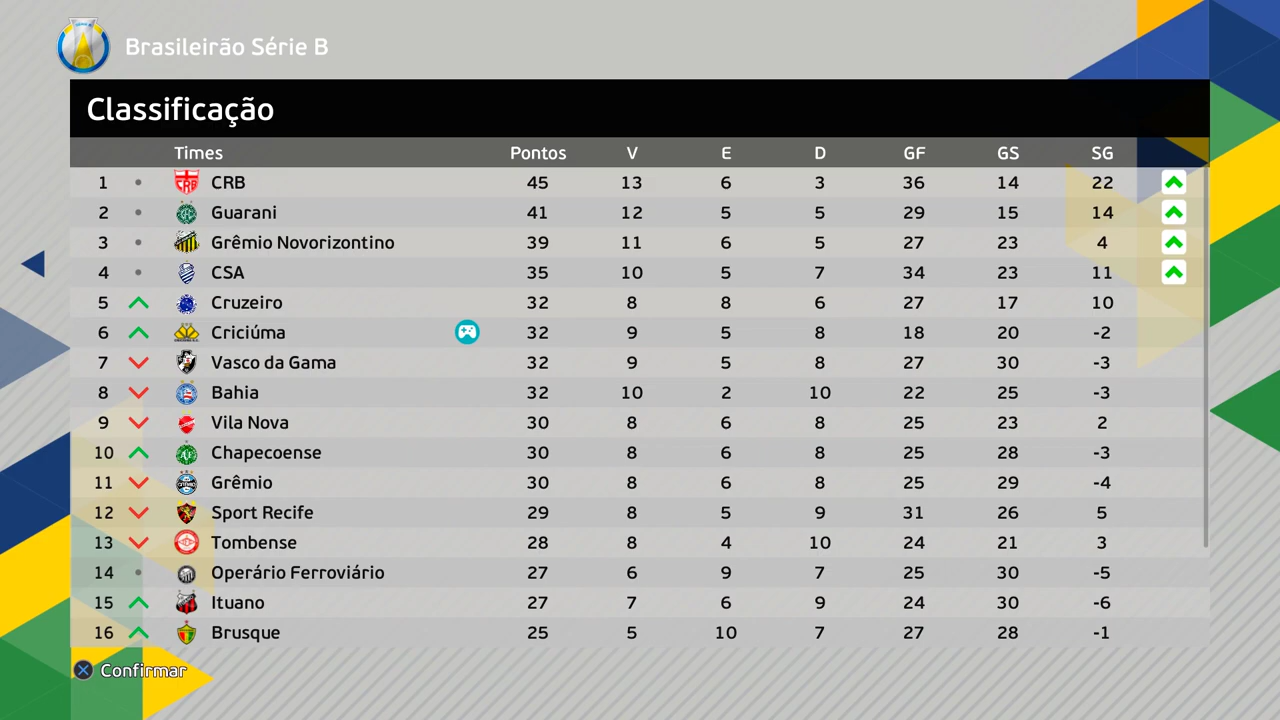 Brasileirão Série B
Classificação
Times Pontos V E D GF GS SG
1 CRB 45 13 6 3 36 14 22
2 Guarani 41 12 5 5 29 15 14
3 Grêmio Novorizontino 39 11 6 5 27 23 4
4 CSA 35 10 5 7 34 23 11
5 Cruzeiro 32 8 8 6 27 17 10
6 Criciúma 32 9 5 8 18 20 -2
7 Vasco da Gama 32 9 5 8 27 30 -3
8 Bahia 32 10 2 10 22 25 -3
9 Vila Nova 30 8 6 8 25 23 2
10 Chapecoense 30 8 6 8 25 28 -3
11 Grêmio 30 8 6 8 25 29 -4
12 Sport Recife 29 8 5 9 31 26 5
13 Tombense 28 8 4 10 24 21 3
14 Operário Ferroviário 27 6 9 7 25 30 -5
15 Ituano 27 7 6 9 24 30 -6
16 Brusque 25 5 10 7 27 28 -1
Confirmar